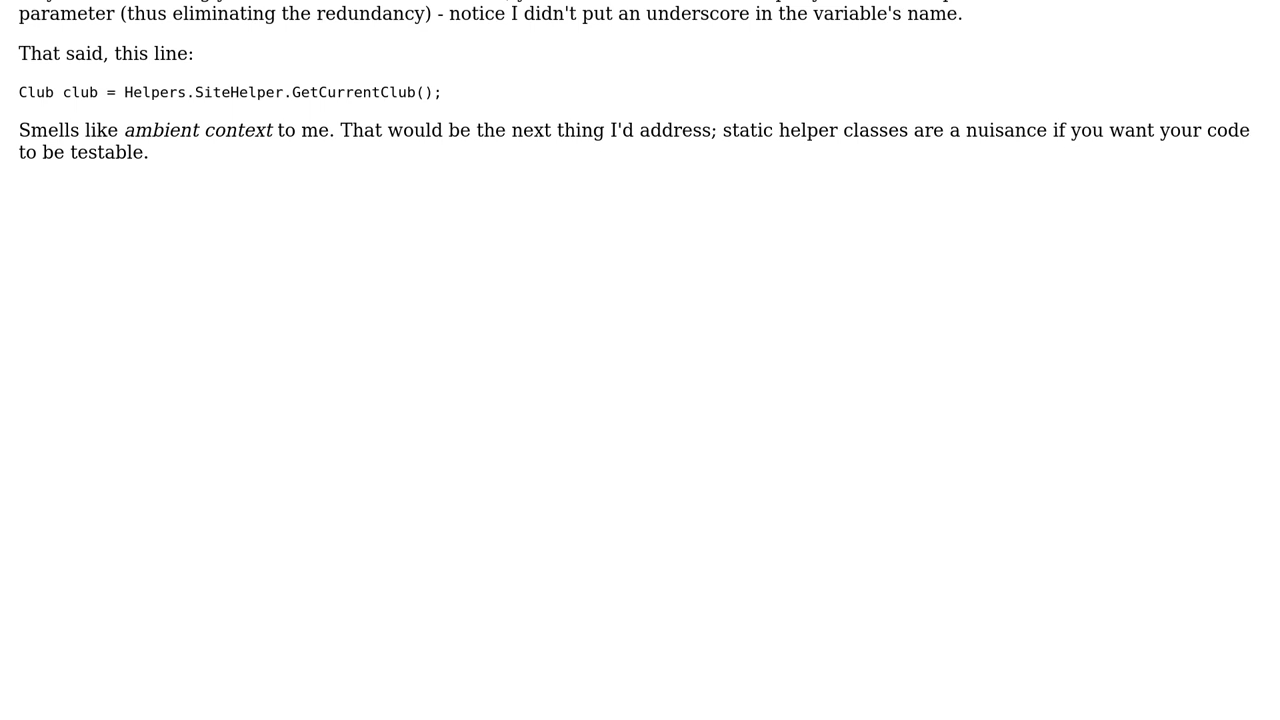 parameter (thus eliminating the redundancy) - notice I didn't put an underscore in the variable's name.
That said, this line:
Club club = Helpers.SiteHelper.GetCurrentClub();
Smells like ambient context to me. That would be the next thing I'd address; static helper classes are a nuisance if you want your code
to be testable.